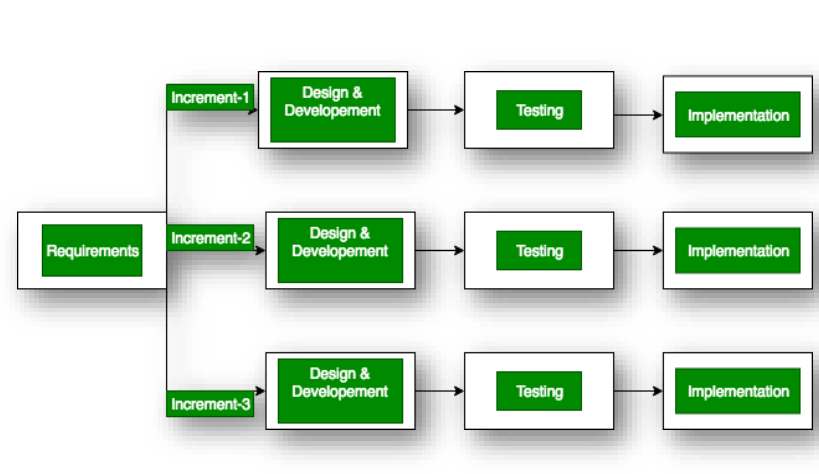 Increment-1
Design &
Developement
Testing
Implementation
Requirements
Increment-2
Design &
Developement
Testing
Implementation
Increment-3
Design &
Developement
Testing
Implementation